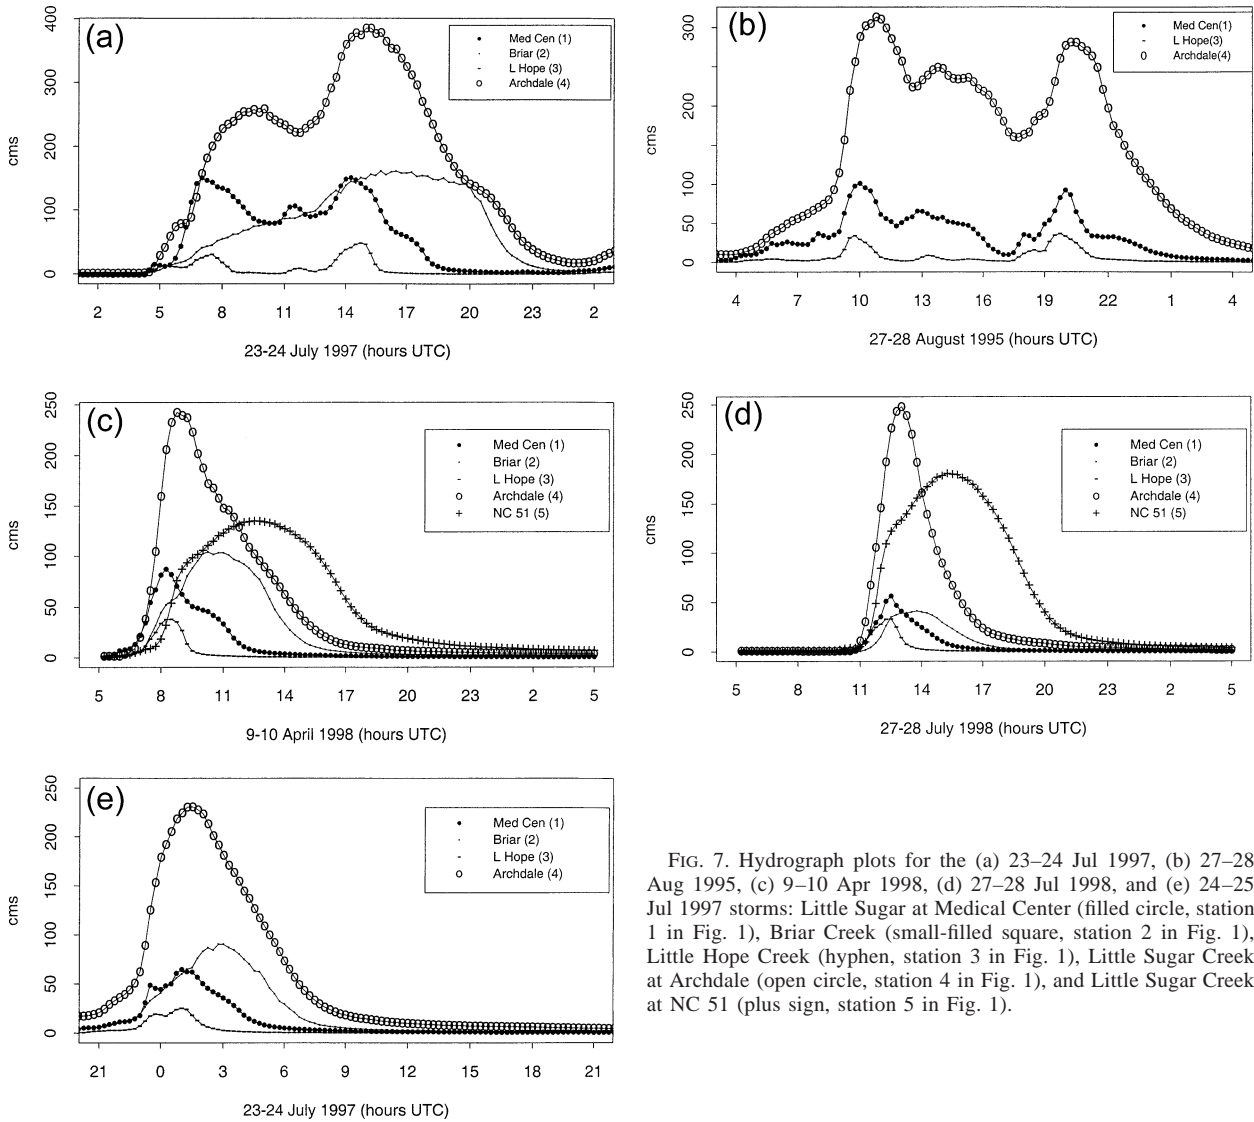 (a)
400
300
200
100
0
cms
Med Cen (1)
Briar (2)
L Hope (3)
Archdale (4)
2 5 8 11 14 17 20 23 2
23-24 July 1997 (hours UTC)
(b)
300
200
100
50
0
cms
Med Cen(1)
L Hope(3)
Archdale(4)
4 7 10 13 16 19 22 1 4
27-28 August 1995 (hours UTC)
(c)
250
200
150
100
50
0
cms
Med Cen (1)
Briar (2)
L Hope (3)
Archdale (4)
NC 51 (5)
5 8 11 14 17 20 23 2 5
9-10 April 1998 (hours UTC)
(d)
250
200
150
100
50
0
cms
Med Cen (1)
Briar (2)
L Hope (3)
Archdale (4)
NC 51 (5)
5 8 11 14 17 20 23 2 5
27-28 July 1998 (hours UTC)
(e)
250
200
150
100
50
0
cms
Med Cen (1)
Briar (2)
L Hope (3)
Archdale (4)
21 0 3 6 9 12 15 18 21
23-24 July 1997 (hours UTC)
FIG. 7. Hydrograph plots for the (a) 23–24 Jul 1997, (b) 27–28
Aug 1995, (c) 9–10 Apr 1998, (d) 27–28 Jul 1998, and (e) 24–25
Jul 1997 storms: Little Sugar at Medical Center (filled circle, station
1 in Fig. 1), Briar Creek (small-filled square, station 2 in Fig. 1),
Little Hope Creek (hyphen, station 3 in Fig. 1), Little Sugar Creek
at Archdale (open circle, station 4 in Fig. 1), and Little Sugar Creek
at NC 51 (plus sign, station 5 in Fig. 1).